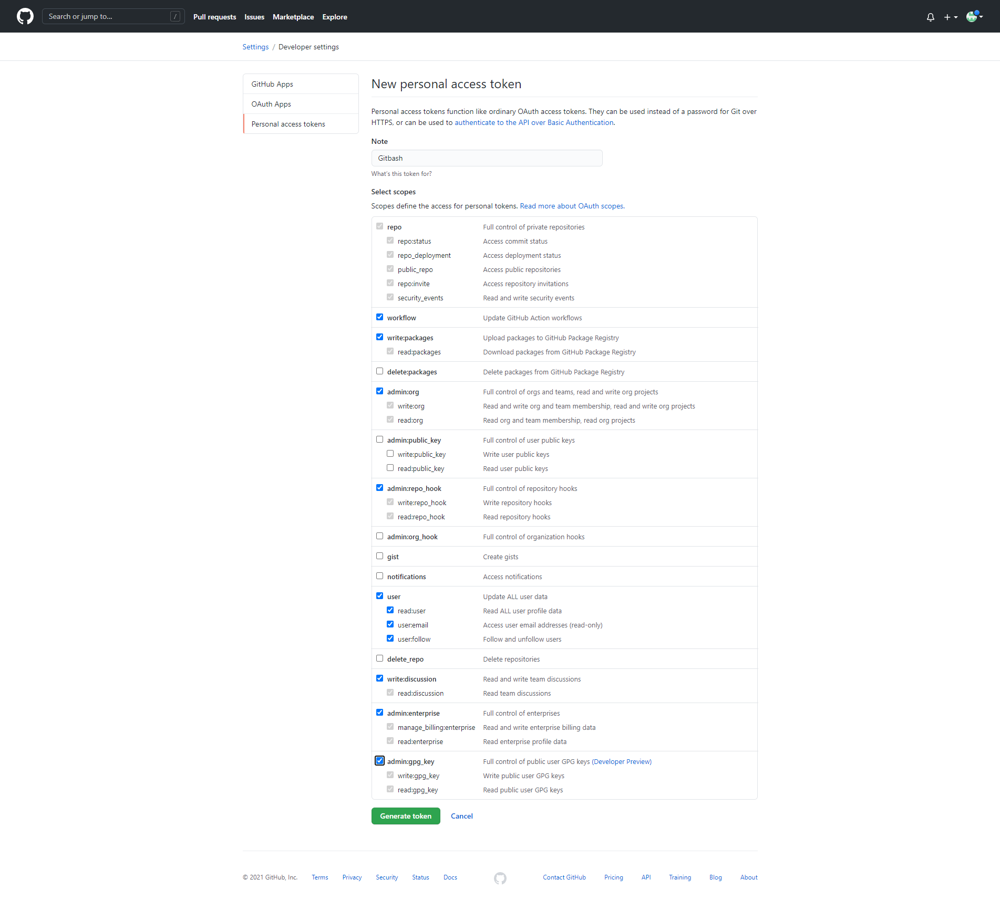 Search or jump to...
/
Pull requests
Issues
Marketplace
Explore
Settings / Developer settings
GitHub Apps
OAuth Apps
Personal access tokens
New personal access token
Personal access tokens function like ordinary OAuth access tokens. They can be used instead of a password for Git over
HTTPS, or can be used to authenticate to the API over Basic Authentication.
Note
Gitbash
What's this token for?
Select scopes
Scopes define the access for personal tokens. Read more about OAuth scopes.
repo Full control of private repositories
repo:status Access commit status
repo_deployment Access deployment status
public_repo Access public repositories
repo:invite Access repository invitations
security_events Read and write security events
workflow Update GitHub Action workflows
write:packages Upload packages to GitHub Package Registry
read:packages Download packages from GitHub Package Registry
delete:packages Delete packages from GitHub Package Registry
admin:org Full control of orgs and teams, read and write org projects
write:org Read and write org and team membership, read and write org projects
read:org Read org and team membership, read org projects
admin:public_key Full control of user public keys
write:public_key Write user public keys
read:public_key Read user public keys
admin:repo_hook Full control of repository hooks
write:repo_hook Write repository hooks
read:repo_hook Read repository hooks
admin:org_hook Full control of organization hooks
gist Create gists
notifications Access notifications
user Update ALL user data
read:user Read ALL user profile data
user:email Access user email addresses (read-only)
user:follow Follow and unfollow users
delete_repo Delete repositories
write:discussion Read and write team discussions
read:discussion Read team discussions
admin:enterprise Full control of enterprises
manage_billing:enterprise Read and write enterprise billing data
read:enterprise Read enterprise profile data
admin:gpg_key Full control of public user GPG keys (Developer Preview)
write:gpg_key Write public user GPG keys
read:gpg_key Read public user GPG keys
Generate token
Cancel
© 2021 GitHub, Inc.
Terms
Privacy
Security
Status
Docs
Contact GitHub
Pricing
API
Training
Blog
About